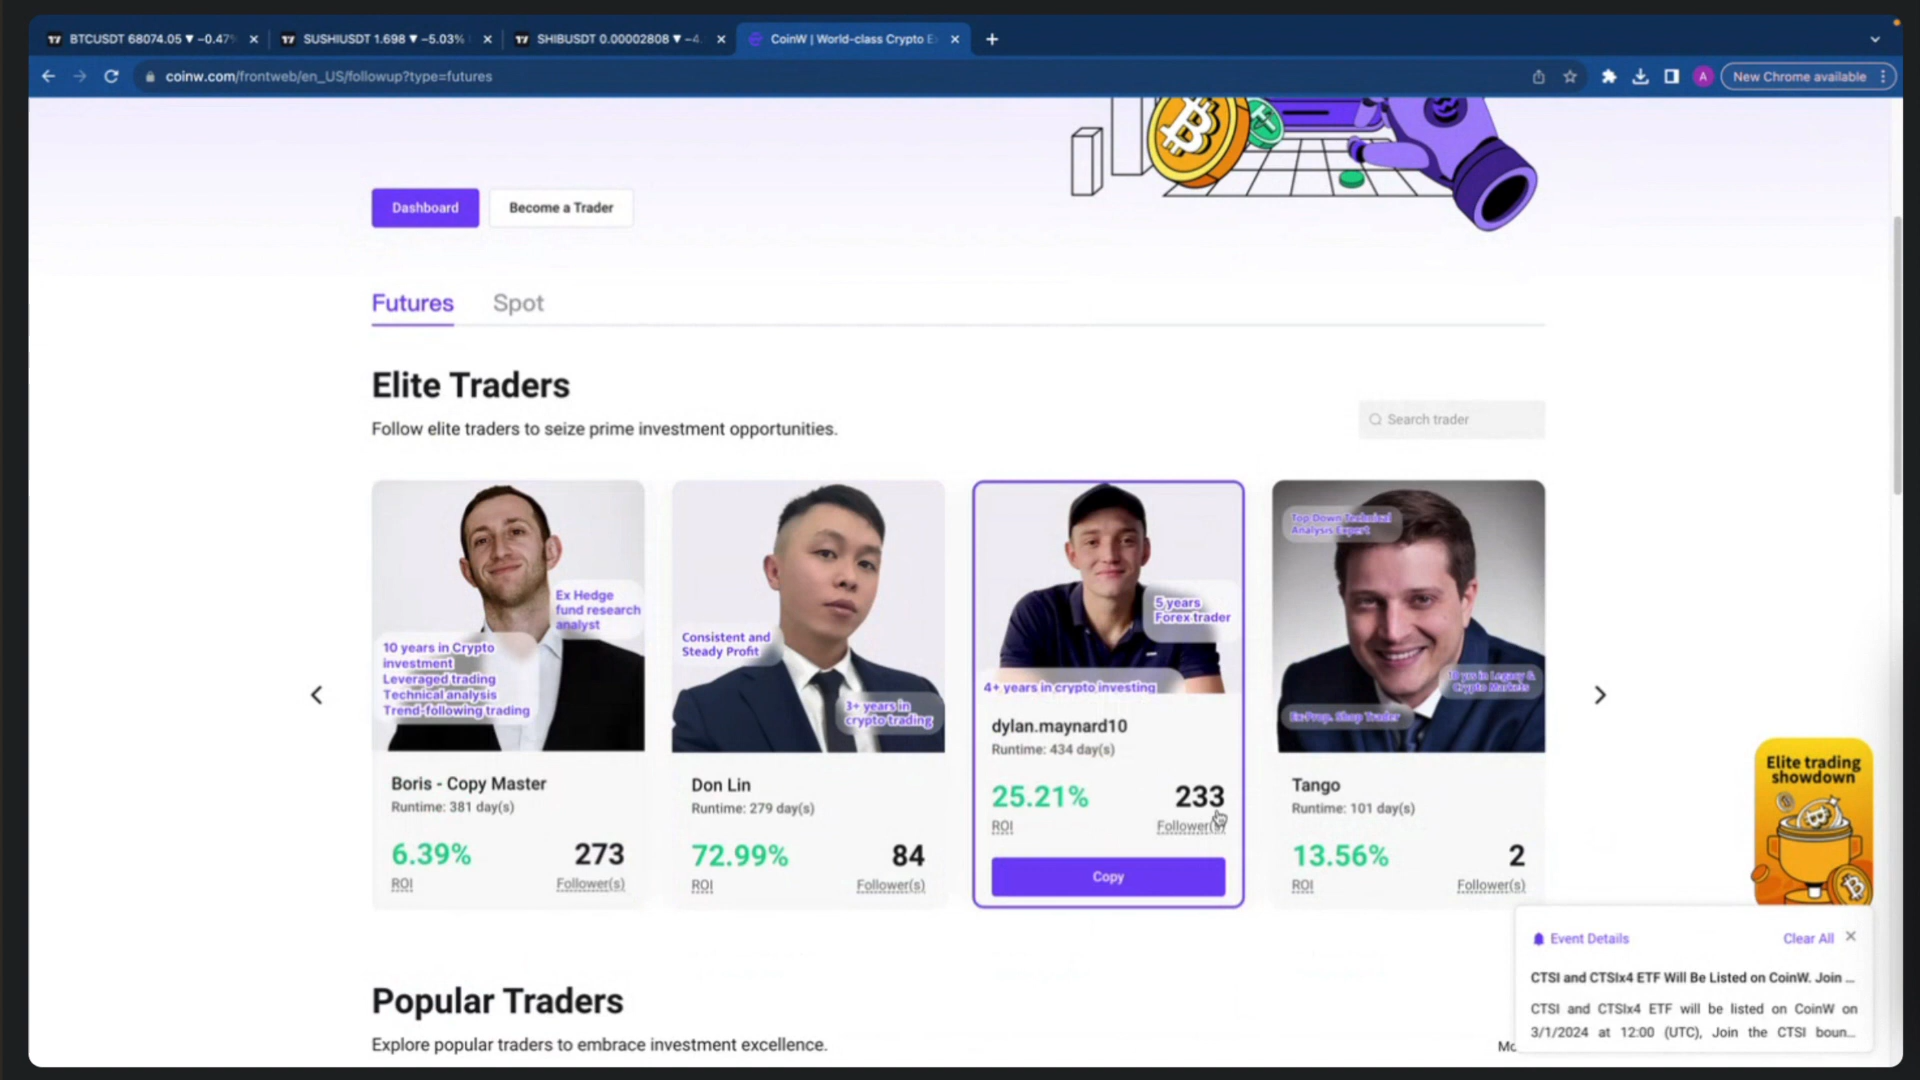 BTCUSDT 68074.05 ▼ −0.47%
SUSHIUSDT 1.698 ▼ −5.03%
SHIBUSDT 0.00002808 ▼ −4.
CoinW | World-class Crypto E
coinw.com/frontweb/en_US/followup?type=futures
A
New Chrome available
Dashboard
Become a Trader
Futures
Spot
Elite Traders
Follow elite traders to seize prime investment opportunities.
Search trader
Ex Hedge
fund research
analyst
10 years in Crypto
investment
Leveraged trading
Technical analysis
Trend-following trading
Boris - Copy Master
Runtime: 381 day(s)
6.39%
273
ROI
Follower(s)
Consistent and
Steady Profit
3+ years in
crypto trading
Don Lin
Runtime: 279 day(s)
72.99%
84
ROI
Follower(s)
5 years
Forex trader
4+ years in crypto investing
dylan.maynard10
Runtime: 434 day(s)
25.21%
233
ROI
Follower(s)
Copy
Top Down Technical
Analysis Expert
10 yrs in Legacy &
Crypto Markets
Ex Prop. Shop Trader
Tango
Runtime: 101 day(s)
13.56%
2
ROI
Follower(s)
Elite trading
showdown
Event Details
Clear All
CTSI and CTSIx4 ETF Will Be Listed on CoinW. Join ...
CTSI and CTSIx4 ETF will be listed on CoinW on
3/1/2024 at 12:00 (UTC), Join the CTSI boun...
Popular Traders
Explore popular traders to embrace investment excellence.